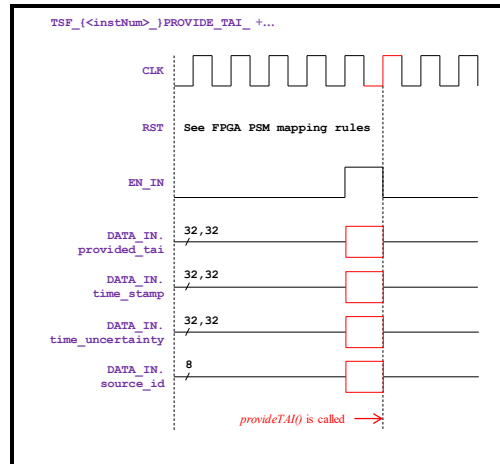 TSF_{<instNum>_}PROVIDE_TAI_ +...
CLK
RST See FPGA PSM mapping rules
EN_IN
DATA_IN. 32,32
provided_tai
DATA_IN. 32,32
time_stamp
DATA_IN. 32,32
time_uncertainty
DATA_IN. 8
source_id
provideTAI() is called